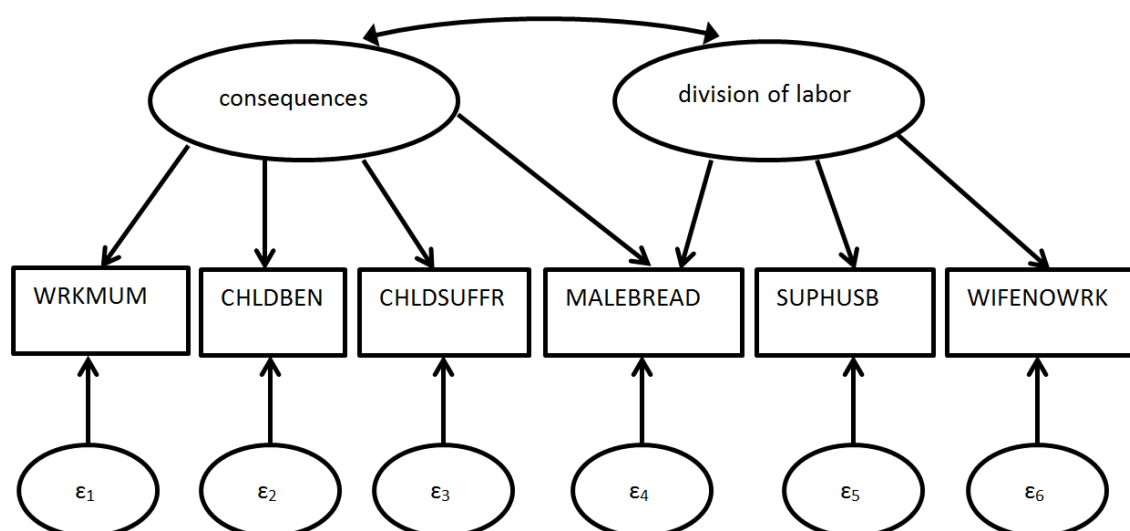 consequences
division of labor
WRKMUM
CHLDBEN
CHLDSUFFR
MALEBREAD
SUPHUSB
WIFENOWRK
ε₁
ε₂
ε₃
ε₄
ε₅
ε₆